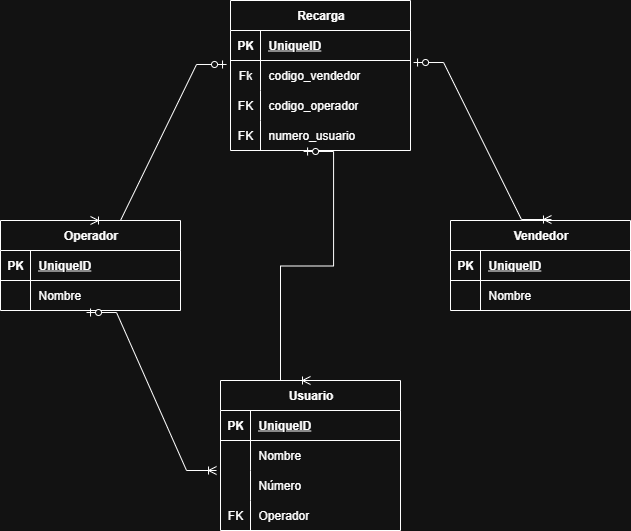 Recarga
PK UniqueID
Fk codigo_vendedor
FK codigo_operador
FK numero_usuario
Operador
PK UniqueID
Nombre
Vendedor
PK UniqueID
Nombre
Usuario
PK UniqueID
Nombre
Número
FK Operador